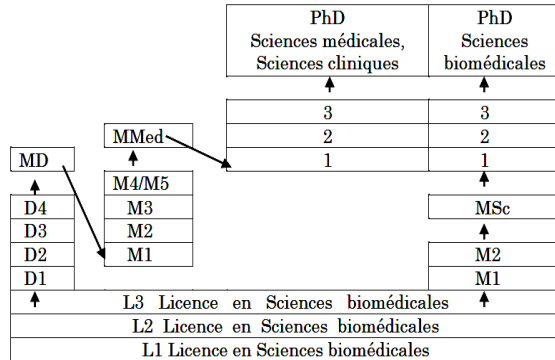 PhD
Sciences médicales,
Sciences cliniques
PhD
Sciences
biomédicales
3
2
1
3
2
1
MMed
M4/M5
M3
M2
M1
MD
D4
D3
D2
D1
MSc
M2
M1
L3 Licence en Sciences biomédicales
L2 Licence en Sciences biomédicales
L1 Licence en Sciences biomédicales